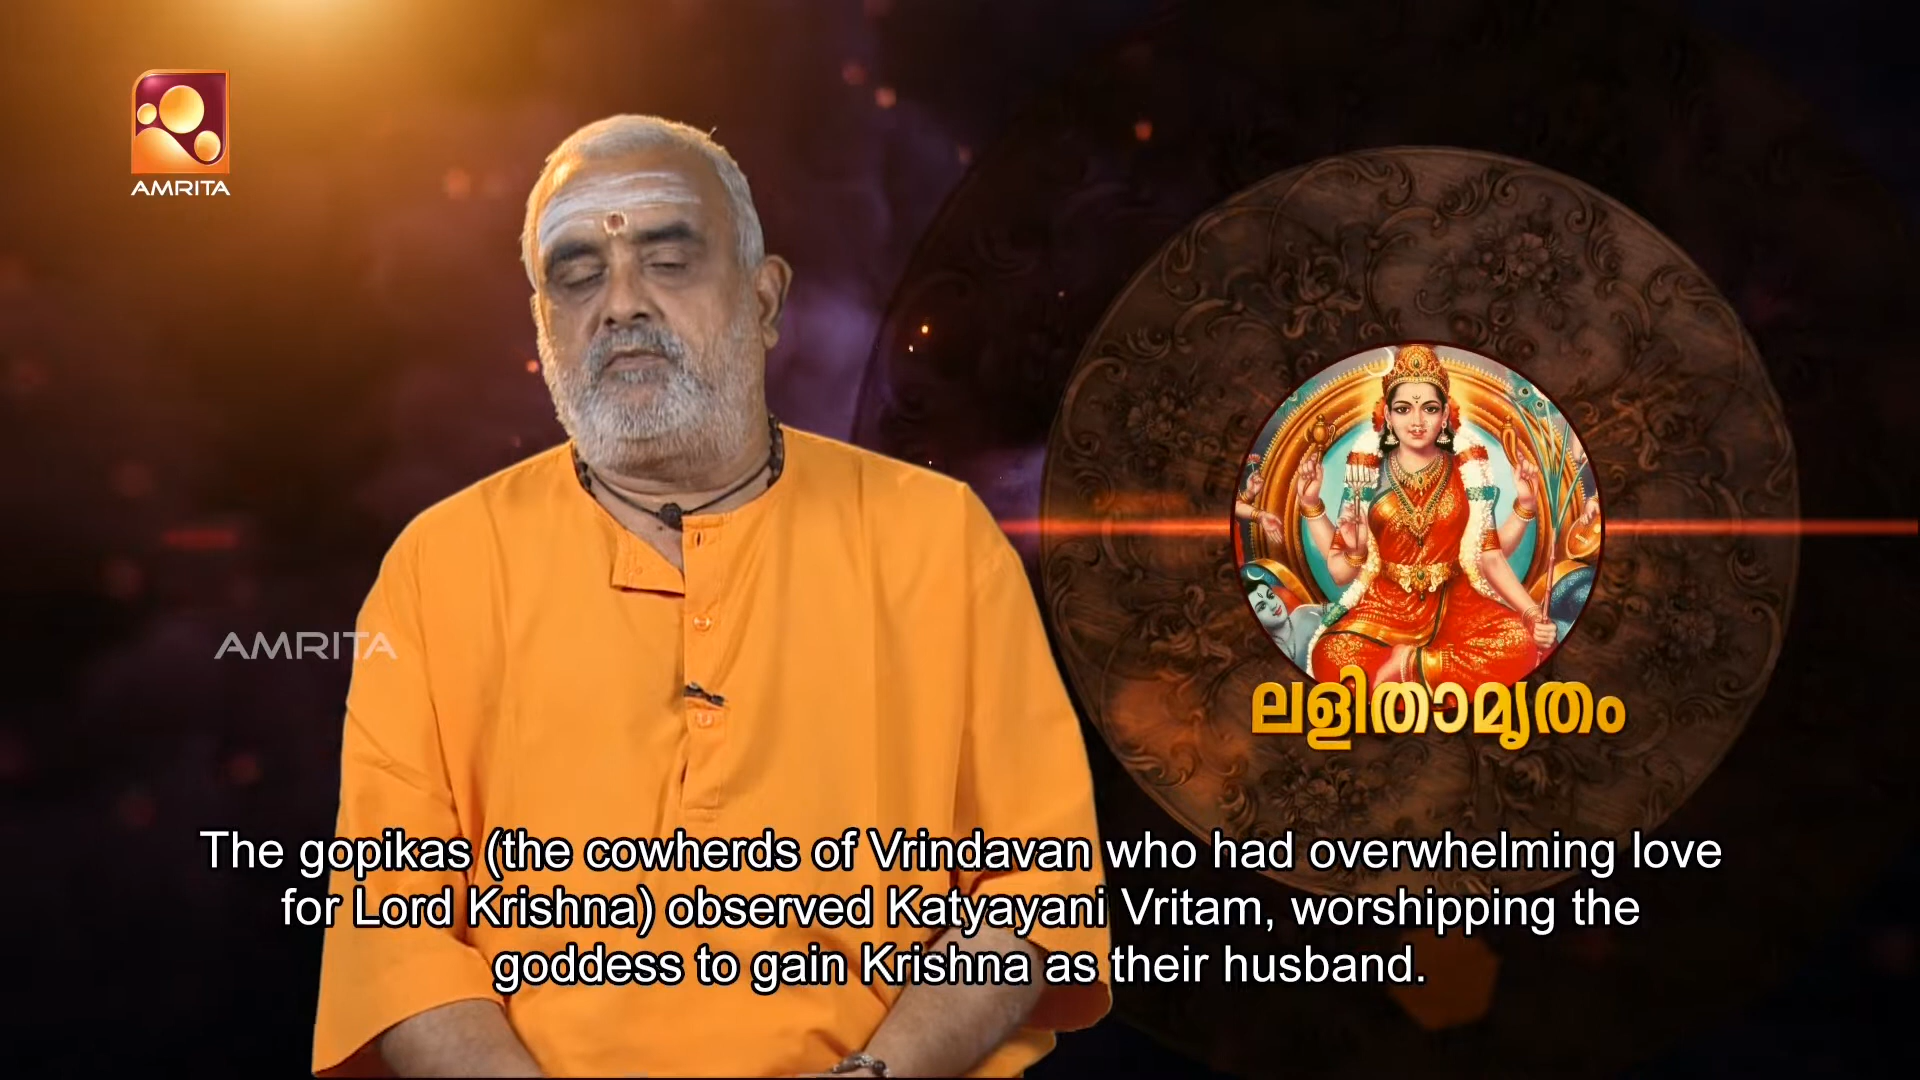 AMRITA
AMRITA
ലളിതാമൃതം
The gopikas (the cowherds of Vrindavan who had overwhelming love
for Lord Krishna) observed Katyayani Vritam, worshipping the
goddess to gain Krishna as their husband.